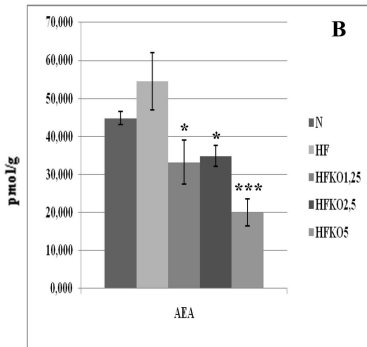 B
70,000
60,000
50,000
40,000
30,000
20,000
10,000
0,000
pmol/g
*
*
***
AEA
N
HF
HFKO1,25
HFKO2,5
HFKO5